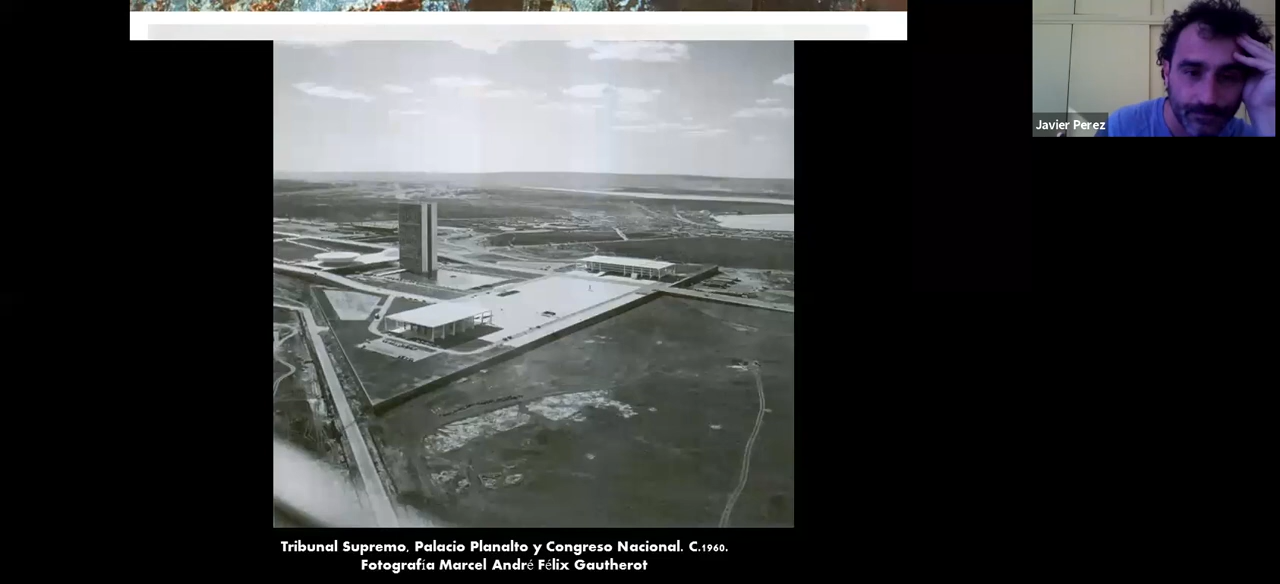 Javier Perez
Tribunal Supremo, Palacio Planalto y Congreso Nacional. C.1960.
Fotografía Marcel André Félix Gautherot